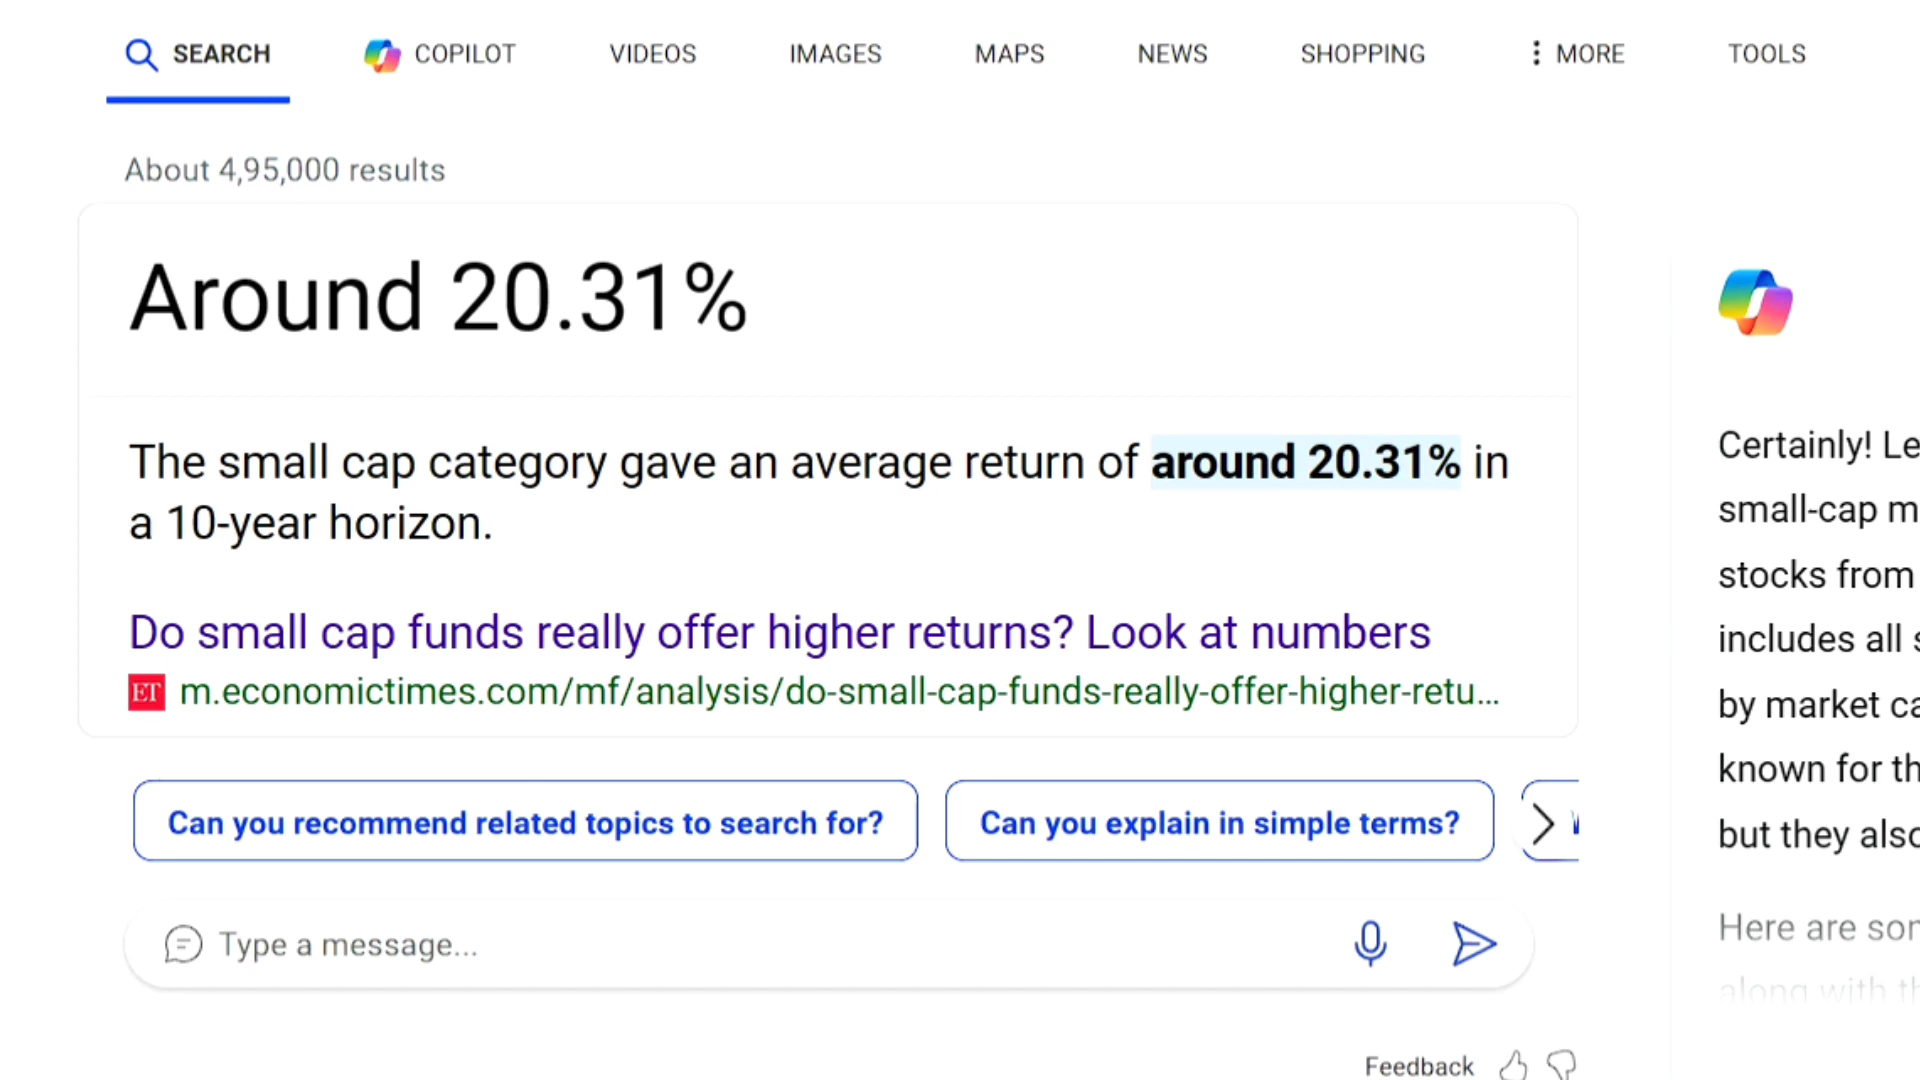 SEARCH COPILOT VIDEOS IMAGES MAPS NEWS SHOPPING MORE TOOLS
About 4,95,000 results
Around 20.31%
The small cap category gave an average return of around 20.31% in
a 10-year horizon.
Do small cap funds really offer higher returns? Look at numbers
ET m.economictimes.com/mf/analysis/do-small-cap-funds-really-offer-higher-retu...
Can you recommend related topics to search for? Can you explain in simple terms?
Type a message...
Feedback
Certainly! Le
small-cap m
stocks from
includes all s
by market ca
known for th
but they also
Here are som
along with th